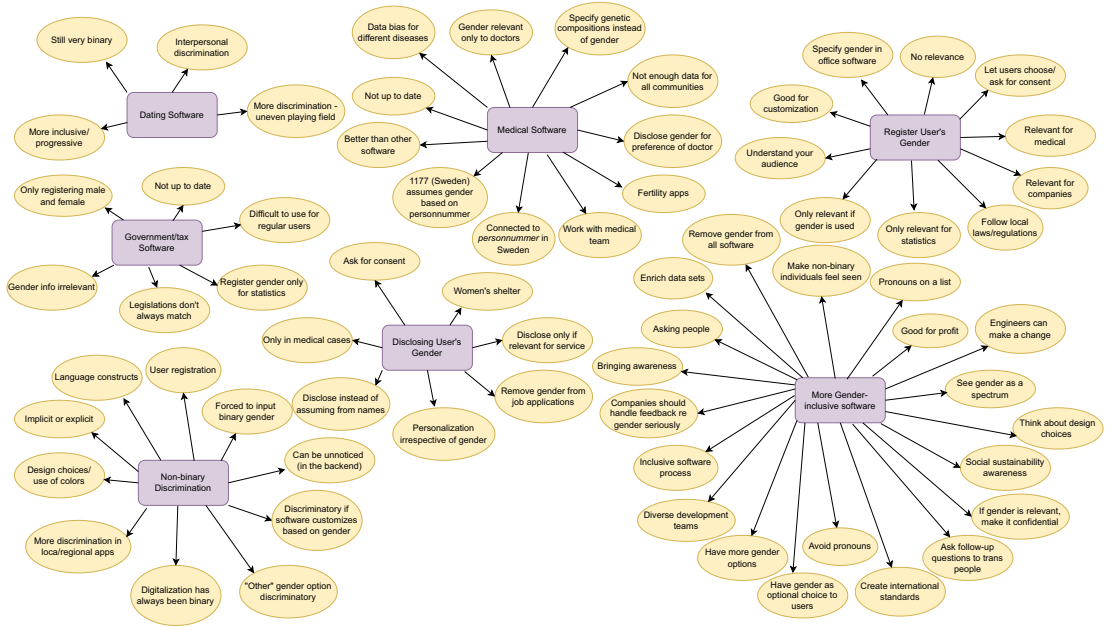 Still very binary
Interpersonal
discrimination
Dating Software
More inclusive/
progressive
More discrimination -
uneven playing field
Data bias for
different diseases
Gender relevant
only to doctors
Specify genetic
compositions instead
of gender
Not enough data for
all communities
Not up to date
Better than other
software
Medical Software
Disclose gender for
preference of doctor
1177 (Sweden)
assumes gender
based on
personnummer
Connected to
personnummer in
Sweden
Work with medical
team
Fertility apps
Specify gender in
office software
No relevance
Let users choose/
ask for consent
Good for
customization
Register User's
Gender
Relevant for
medical
Understand your
audience
Relevant for
companies
Only relevant if
gender is used
Only relevant for
statistics
Follow local
laws/regulations
Only registering male
and female
Not up to date
Government/tax
Software
Difficult to use for
regular users
Gender info irrelevant
Legislations don't
always match
Register gender only
for statistics
Ask for consent
Women's shelter
Only in medical cases
Disclosing User's
Gender
Disclose only if
relevant for service
Disclose instead of
assuming from names
Personalization
irrespective of gender
Remove gender from
job applications
Language constructs
User registration
Forced to input
binary gender
Implicit or explicit
Design choices/
use of colors
Non-binary
Discrimination
Can be unnoticed
(in the backend)
Discriminatory if
software customizes
based on gender
More discrimination in
loca/regional apps
Digitalization has
always been binary
"Other" gender option
discriminatory
Remove gender from
all software
Enrich data sets
Make non-binary
individuals feel seen
Pronouns on a list
Asking people
Good for profit
Engineers can
make a change
Bringing awareness
More Gender-
inclusive software
See gender as a
spectrum
Companies should
handle feedback re
gender seriously
Think about design
choices
Inclusive software
process
Social sustainability
awareness
Diverse development
teams
If gender is relevant,
make it confidential
Have more gender
options
Avoid pronouns
Ask follow-up
questions to trans
people
Have gender as
optional choice to
users
Create international
standards